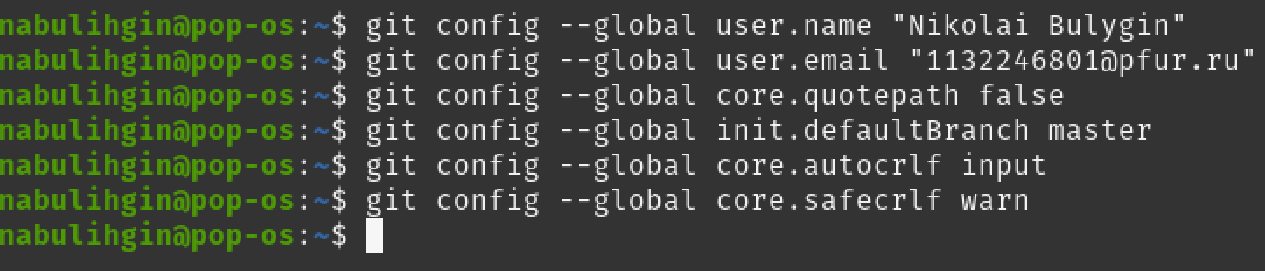 nabulihgin@pop-os:~$ git config --global user.name "Nikolai Bulygin"
nabulihgin@pop-os:~$ git config --global user.email "1132246801@pfur.ru"
nabulihgin@pop-os:~$ git config --global core.quotepath false
nabulihgin@pop-os:~$ git config --global init.defaultBranch master
nabulihgin@pop-os:~$ git config --global core.autocrlf input
nabulihgin@pop-os:~$ git config --global core.safecrlf warn
nabulihgin@pop-os:~$